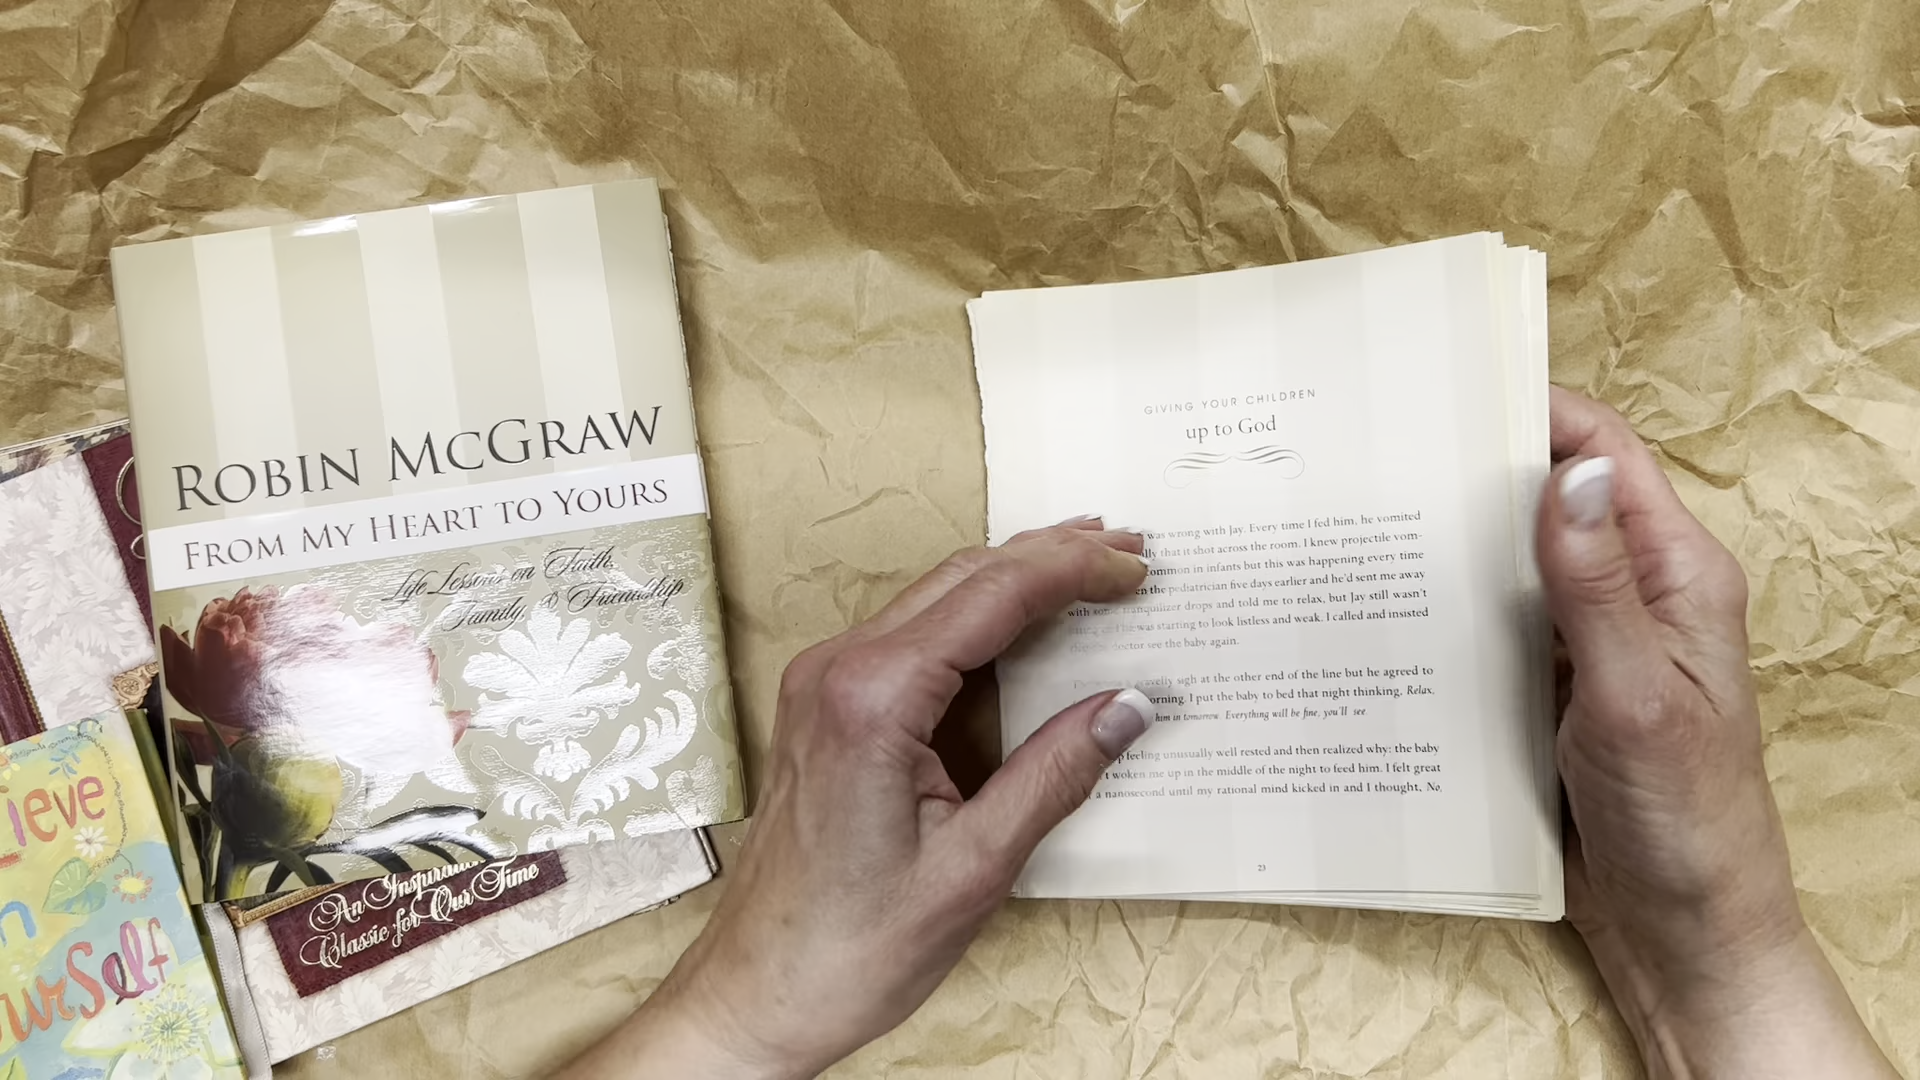 ROBIN McGRAW
FROM MY HEART TO YOURS
Life Lessons on Faith,
Family, & Friendship
An Inspirational
Classic for Our Time
ieve
n
urSelf
GIVING YOUR CHILDREN
up to God
was wrong with Jay. Every time I fed him, he vomited
that it shot across the room. I knew projectile vom-
common in infants but this was happening every time
the pediatrician five days earlier and he'd sent me away
with some tranquilizer drops and told me to relax, but Jay still wasn't
was starting to look listless and weak. I called and insisted
doctor see the baby again.
gravelly sigh at the other end of the line but he agreed to
I put the baby to bed that night thinking, Relax,
him in tomorrow. Everything will be fine, you'll see.
feeling unusually well rested and then realized why: the baby
woken me up in the middle of the night to feed him. I felt great
a nanosecond until my rational mind kicked in and I thought, No,
23